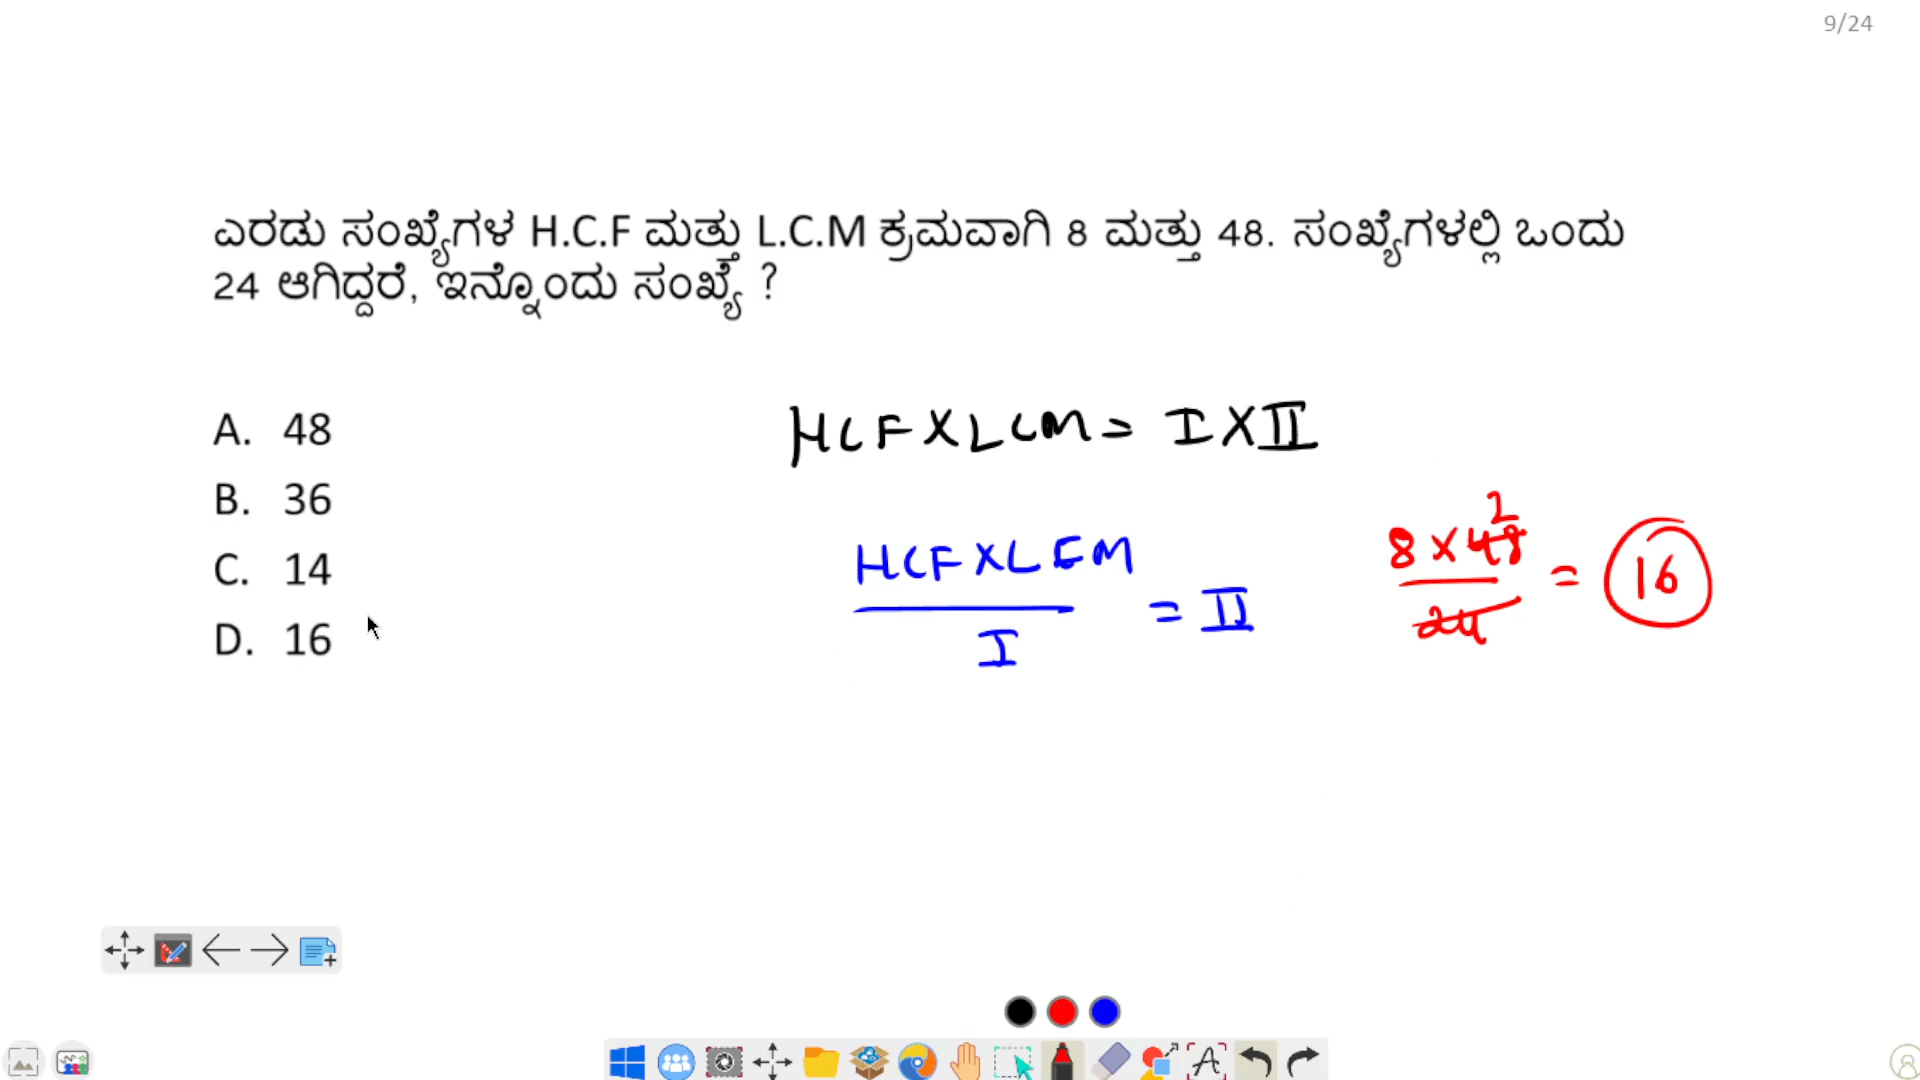 9/24
ಎರಡು ಸಂಖ್ಯೆಗಳ H.C.F ಮತ್ತು L.C.M ಕ್ರಮವಾಗಿ 8 ಮತ್ತು 48. ಸಂಖ್ಯೆಗಳಲ್ಲಿ ಒಂದು
24 ಆಗಿದ್ದರೆ, ಇನ್ನೊಂದು ಸಂಖ್ಯೆ ?
A. 48
B. 36
C. 14
D. 16
HCF X LCM = I X II
HCF X LCM
I
= II
2
8 X 48
24
= 16